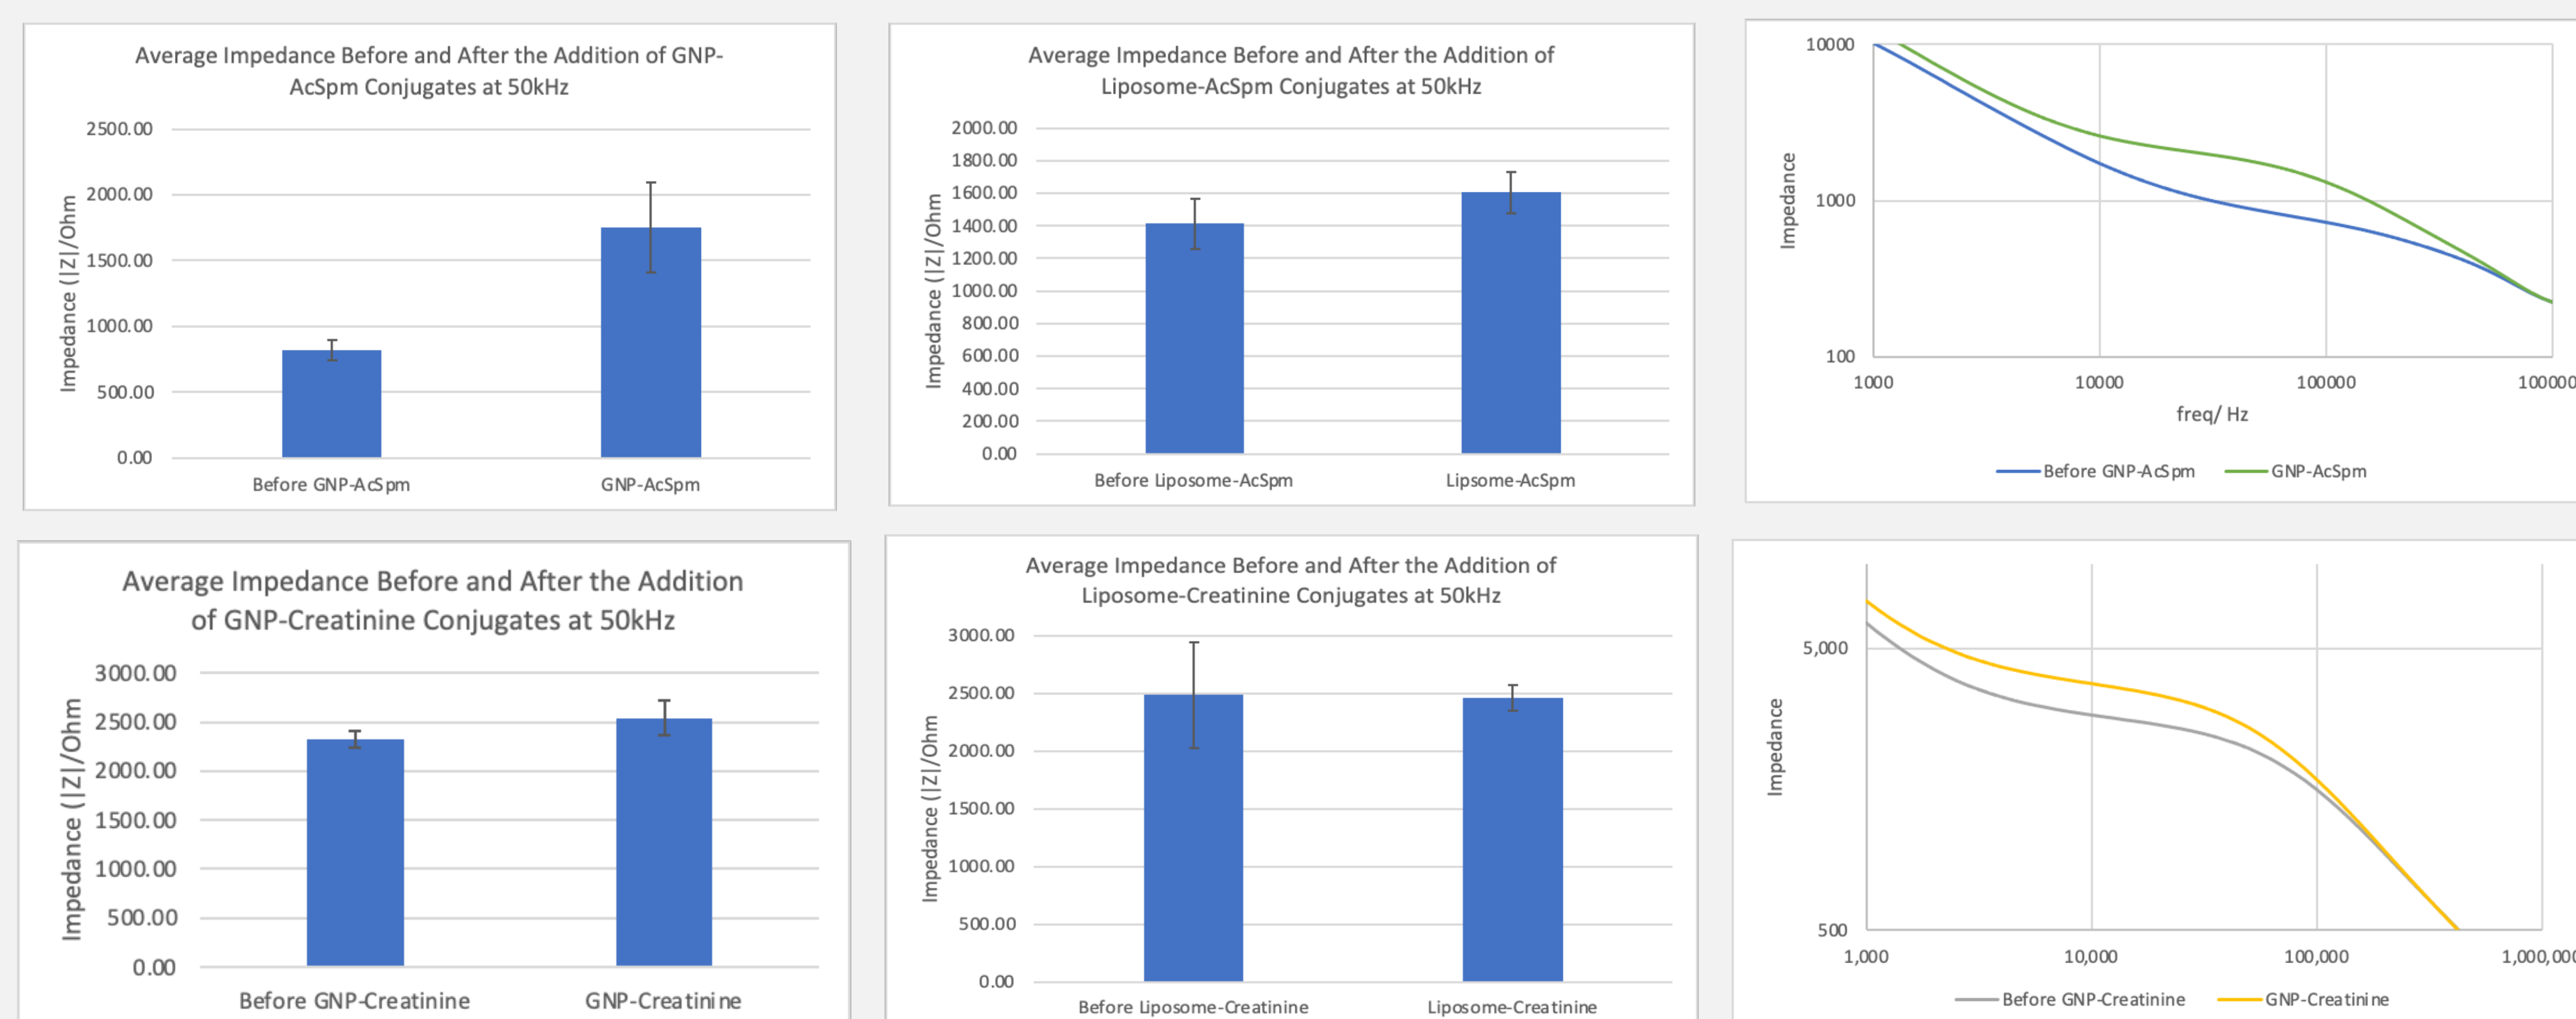 Average Impedance Before and After the Addition of GNP-
AcSpm Conjugates at 50kHz
Impedance (|Z|/Ohm
2500.00
2000.00
1500.00
1000.00
500.00
0.00
Before GNP-AcSpm
GNP-AcSpm
Average Impedance Before and After the Addition of
Liposome-AcSpm Conjugates at 50kHz
Impedance (|Z|/Ohm
2000.00
1800.00
1600.00
1400.00
1200.00
1000.00
800.00
600.00
400.00
200.00
0.00
Before Liposome-AcSpm
Lipsome-AcSpm
Impedance
10000
1000
100
1000
10000
100000
100000
freq/ Hz
Before GNP-AcSpm
GNP-AcSpm
Average Impedance Before and After the Addition
of GNP-Creatinine Conjugates at 50kHz
Impedance (|Z|/Ohm
3000.00
2500.00
2000.00
1500.00
1000.00
500.00
0.00
Before GNP-Creatinine
GNP-Creatinine
Average Impedance Before and After the Addition of
Liposome-Creatinine Conjugates at 50kHz
Impedance (|Z|/Ohm
3000.00
2500.00
2000.00
1500.00
1000.00
500.00
0.00
Before Liposome-Creatinine
Liposome-Creatinine
Impedance
5,000
500
1,000
10,000
100,000
1,000,000
Before GNP-Creatinine
GNP-Creatinine